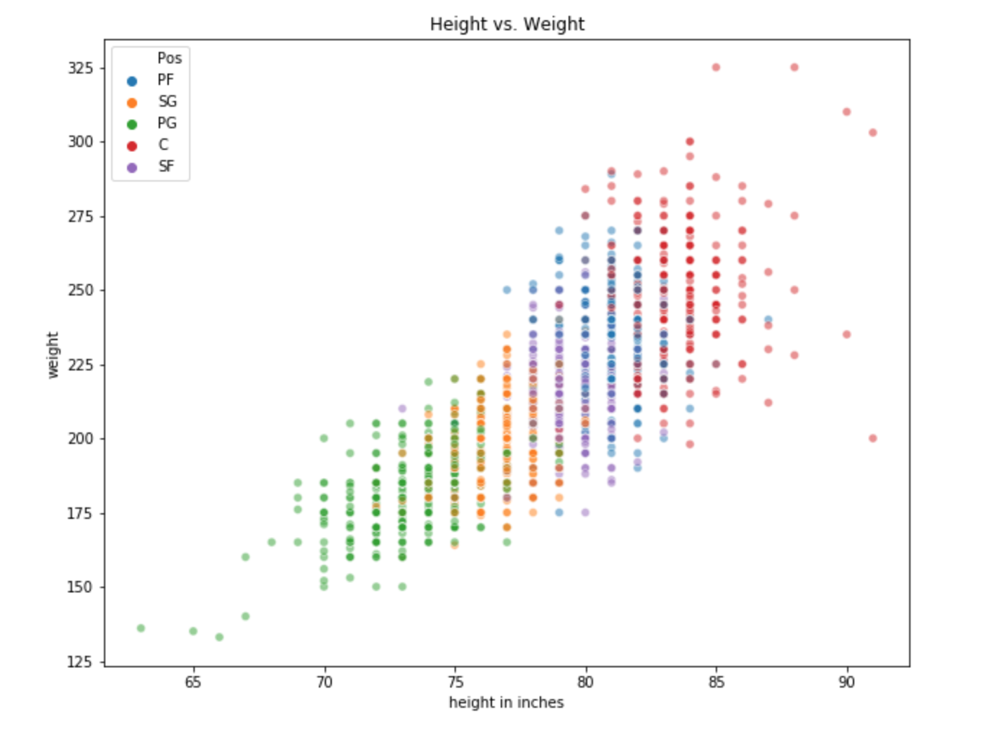 Height vs. Weight
Pos
PF
SG
PG
C
SF
325
300
275
250
225
200
175
150
125
weight
65 70 75 80 85 90
height in inches